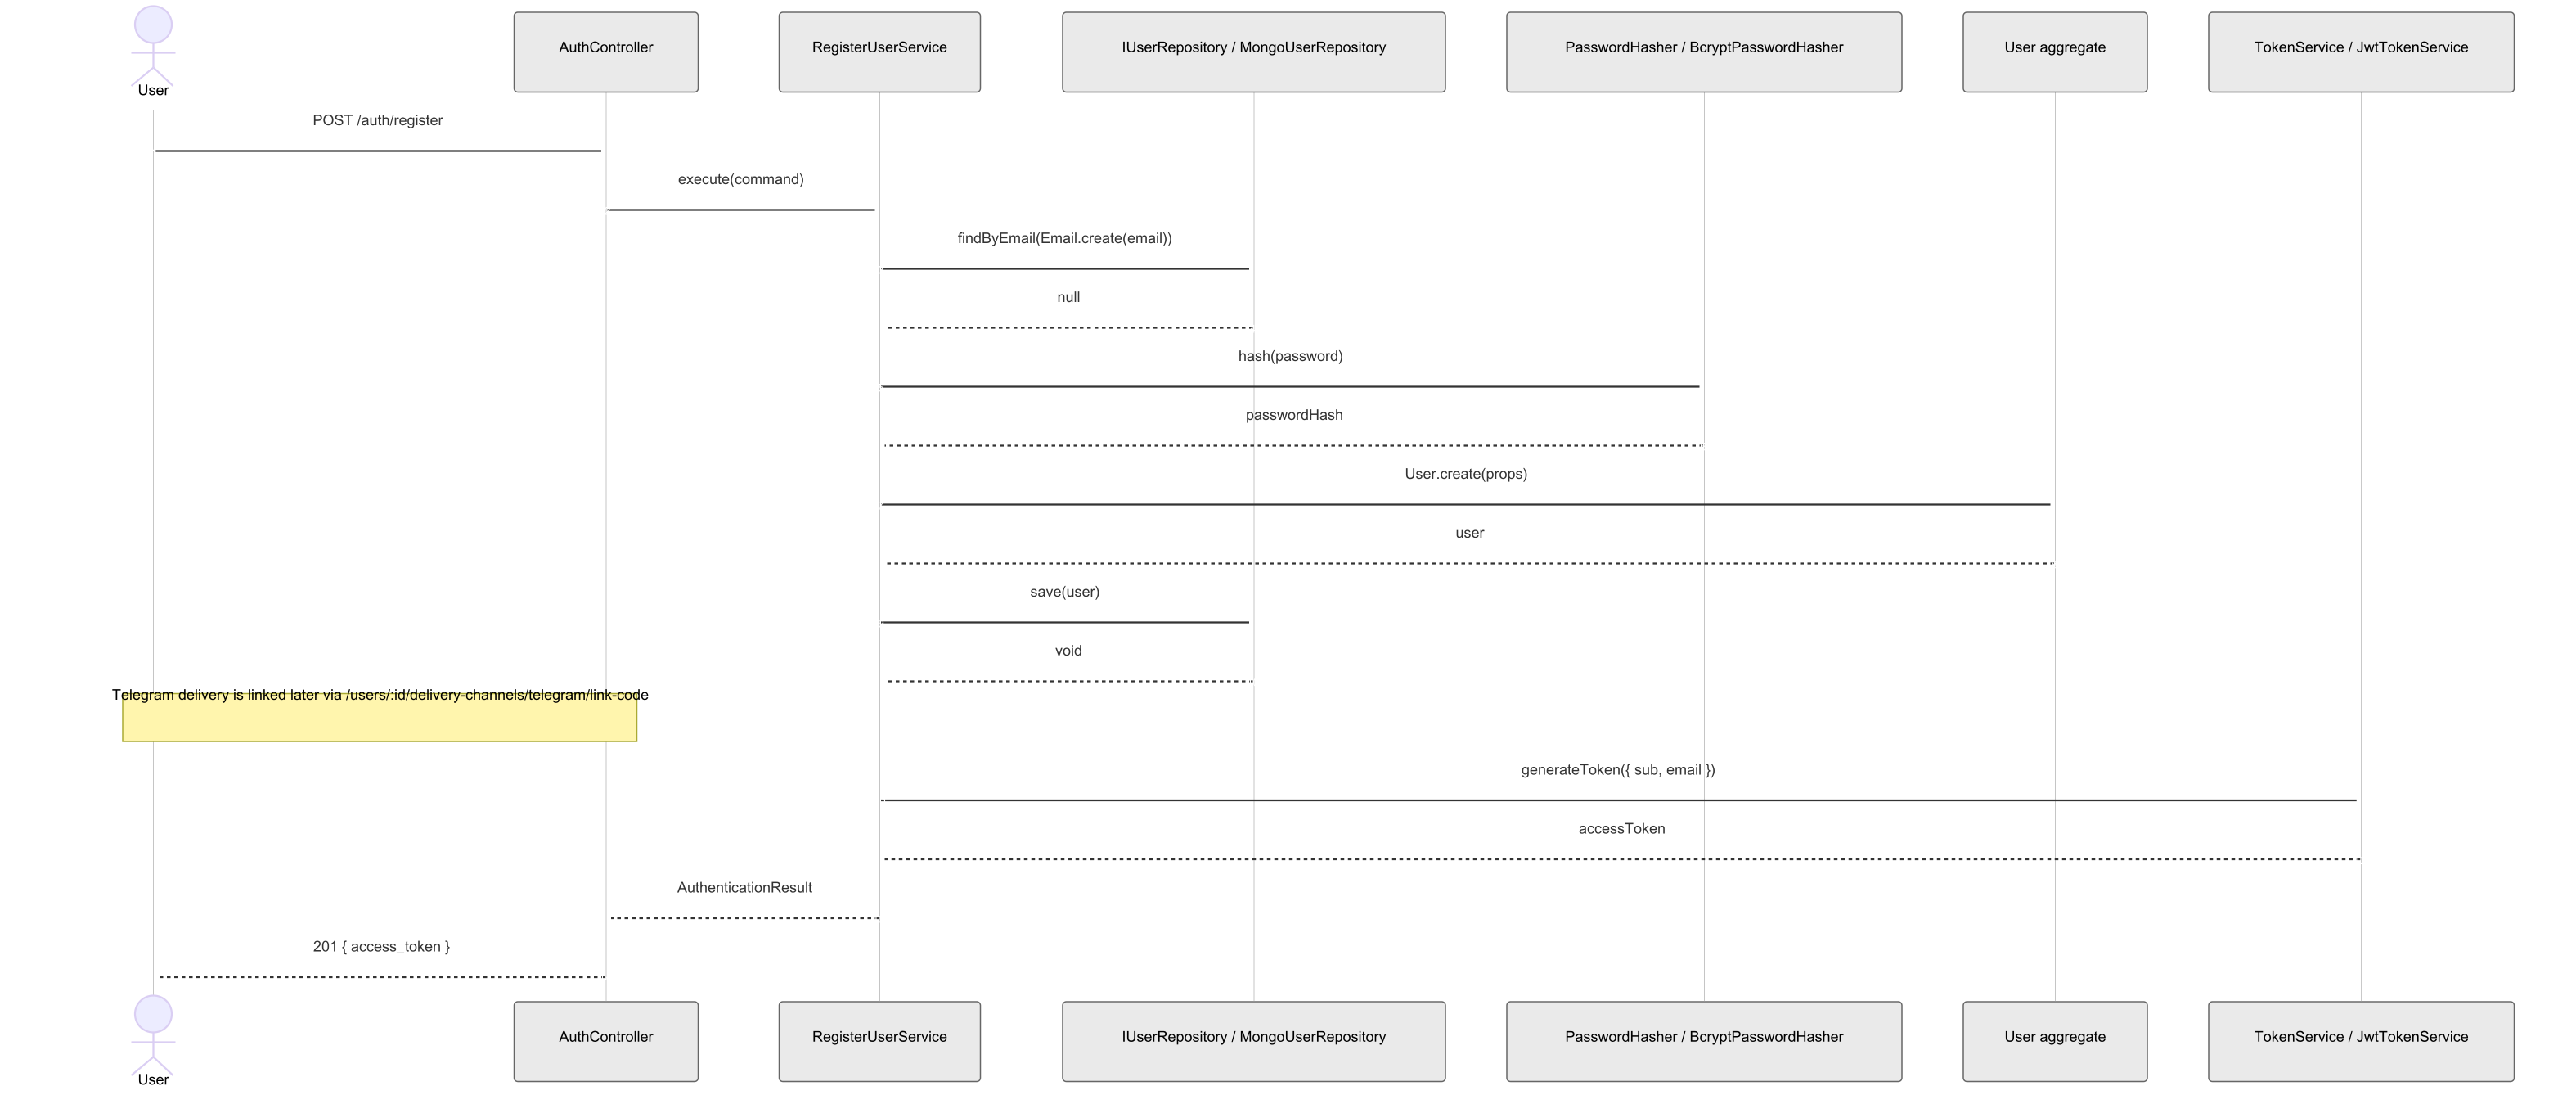 User
AuthController
RegisterUserService
IUserRepository / MongoUserRepository
PasswordHasher / BcryptPasswordHasher
User aggregate
TokenService / JwtTokenService
POST /auth/register
execute(command)
findByEmail(Email.create(email))
null
hash(password)
passwordHash
User.create(props)
user
save(user)
void
Telegram delivery is linked later via /users/:id/delivery-channels/telegram/link-code
generateToken({ sub, email })
accessToken
AuthenticationResult
201 { access_token }
User
AuthController
RegisterUserService
IUserRepository / MongoUserRepository
PasswordHasher / BcryptPasswordHasher
User aggregate
TokenService / JwtTokenService